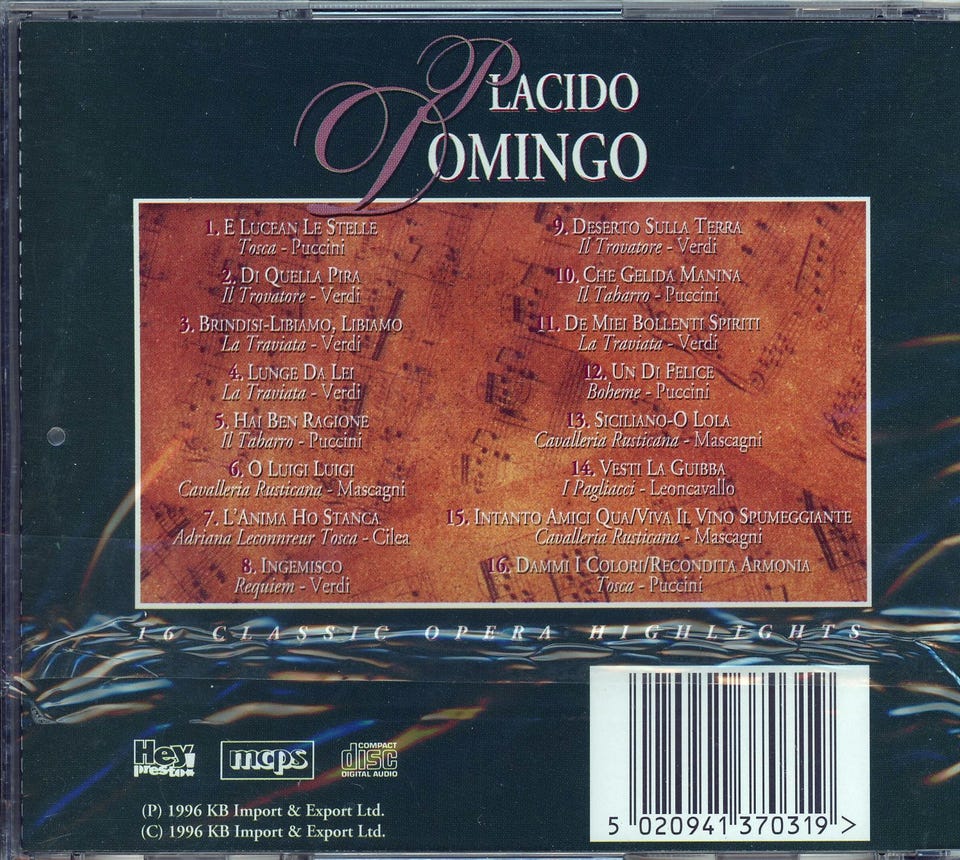 PLACIDO
DOMINGO
1. E LUCEAN LE STELLE
Tosca - Puccini
2. DI QUELLA PIRA
Il Trovatore - Verdi
3. BRINDISI-LIBIAMO, LIBIAMO
La Traviata - Verdi
4. LUNGE DA LEI
La Traviata - Verdi
5. HAI BEN RAGIONE
Il Tabarro - Puccini
6. O LUIGI LUIGI
Cavalleria Rusticana - Mascagni
7. L'ANIMA HO STANCA
Adriana Leconnreur Tosca - Cilea
8. INGEMISCO
Requiem - Verdi
9. DESERTO SULLA TERRA
Il Trovatore - Verdi
10. CHE GELIDA MANINA
Il Tabarro - Puccini
11. DE MIEI BOLLENTI SPIRITI
La Traviata - Verdi
12. UN DI FELICE
Boheme - Puccini
13. SICILIANO-O LOLA
Cavalleria Rusticana - Mascagni
14. VESTI LA GUIBBA
I Pagliacci - Leoncavallo
15. INTANTO AMICI QUA/VIVA IL VINO SPUMEGGIANTE
Cavalleria Rusticana - Mascagni
16. DAMMI I COLORI/RECONDITA ARMONIA
Tosca - Puccini
16 CLASSIC OPERA HIGHLIGHTS
Hey presto!
mcps
COMPACT disc DIGITAL AUDIO
(P) 1996 KB Import & Export Ltd.
(C) 1996 KB Import & Export Ltd.
5 020941 370319 >